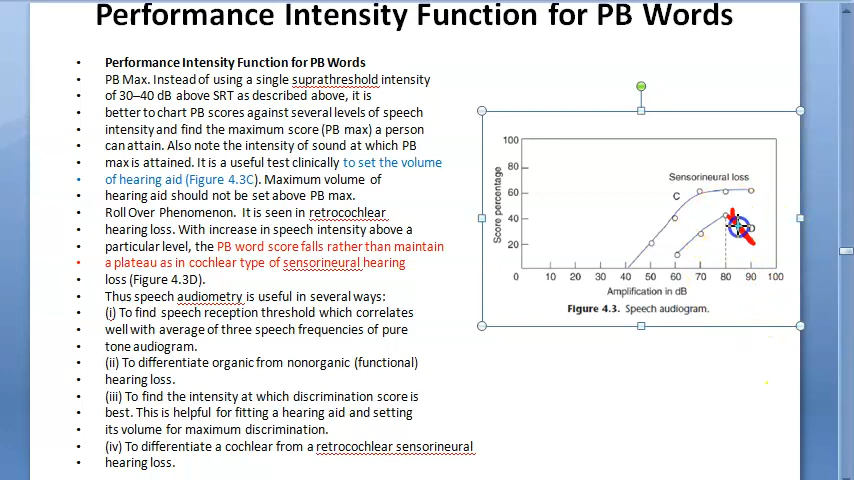 Performance Intensity Function for PB Words
Performance Intensity Function for PB Words
PB Max. Instead of using a single suprathreshold intensity
of 30–40 dB above SRT as described above, it is
better to chart PB scores against several levels of speech
intensity and find the maximum score (PB max) a person
can attain. Also note the intensity of sound at which PB
max is attained. It is a useful test clinically to set the volume
of hearing aid (Figure 4.3C). Maximum volume of
hearing aid should not be set above PB max.
Roll Over Phenomenon. It is seen in retrocochlear
hearing loss. With increase in speech intensity above a
particular level, the PB word score falls rather than maintain
a plateau as in cochlear type of sensorineural hearing
loss (Figure 4.3D).
Thus speech audiometry is useful in several ways:
(i) To find speech reception threshold which correlates
well with average of three speech frequencies of pure
tone audiogram.
(ii) To differentiate organic from nonorganic (functional)
hearing loss.
(iii) To find the intensity at which discrimination score is
best. This is helpful for fitting a hearing aid and setting
its volume for maximum discrimination.
(iv) To differentiate a cochlear from a retrocochlear sensorineural
hearing loss.
Score percentage
100
80
60
40
20
Sensorineural loss
C
D
0 10 20 30 40 50 60 70 80 90 100
Amplification in dB
Figure 4.3. Speech audiogram.